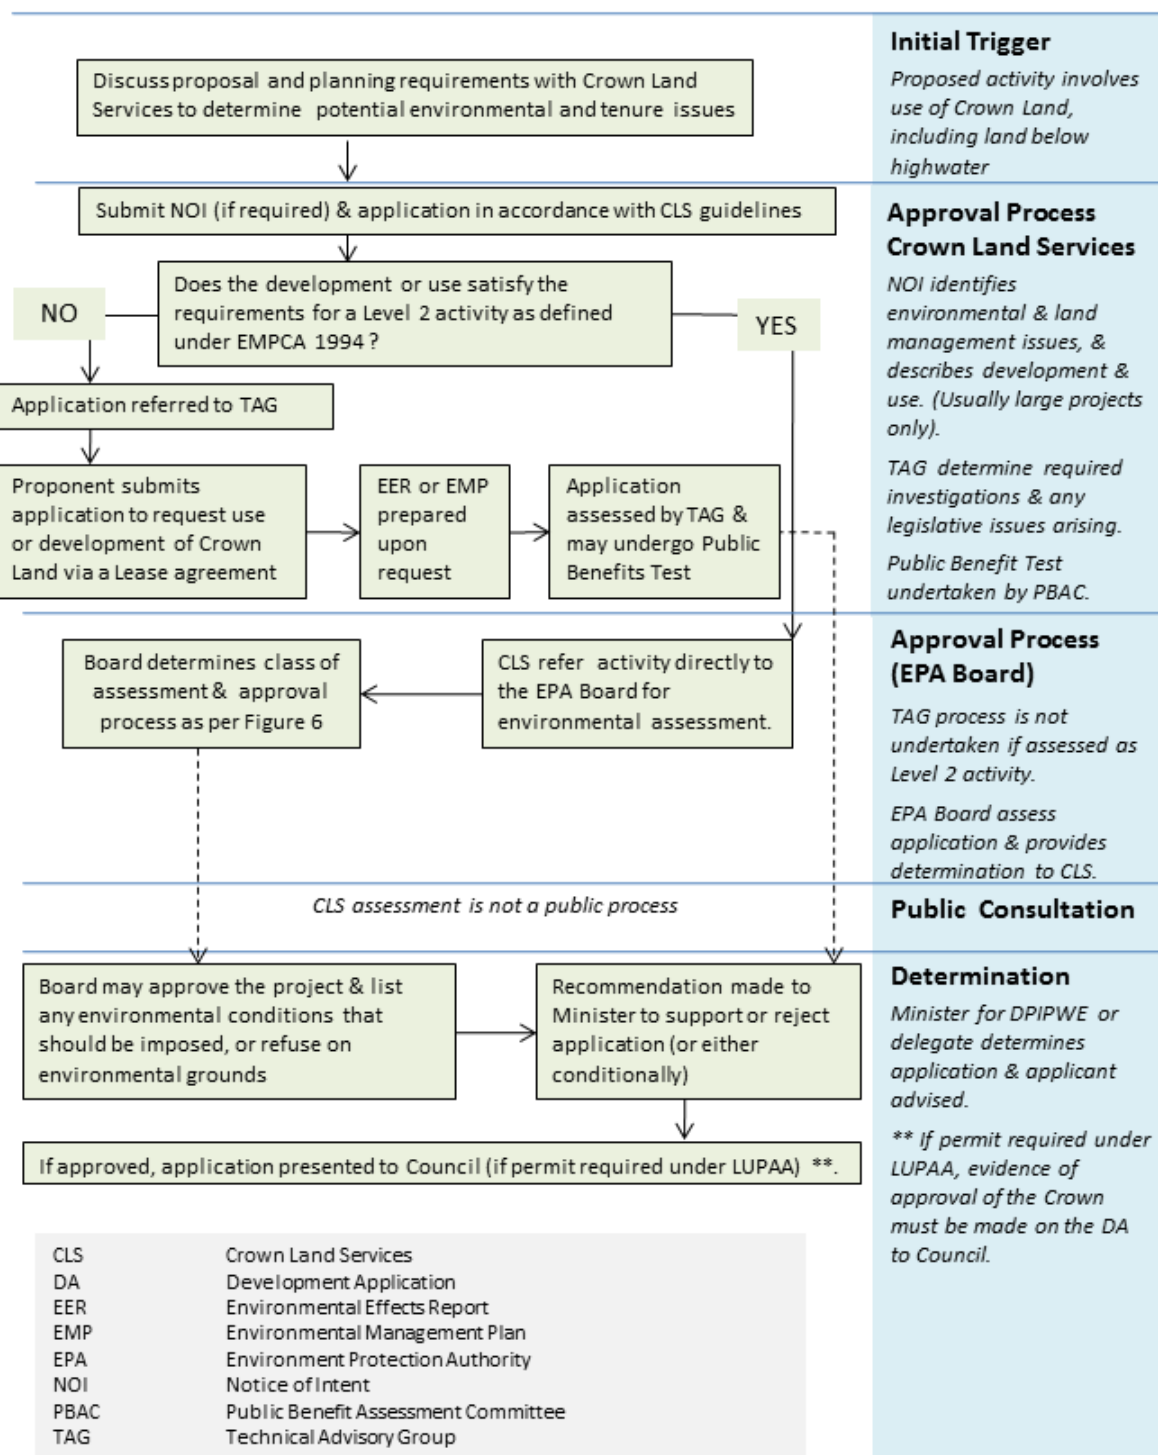 Initial Trigger
Proposed activity involves
use of Crown Land,
including land below
highwater
Discuss proposal and planning requirements with Crown Land
Services to determine potential environmental and tenure issues
Submit NOI (if required) & application in accordance with CLS guidelines
Does the development or use satisfy the
requirements for a Level 2 activity as defined
under EMPCA 1994 ?
NO
YES
Application referred to TAG
Proponent submits
application to request use
or development of Crown
Land via a Lease agreement
EER or EMP
prepared
upon
request
Application
assessed by TAG &
may undergo Public
Benefits Test
Approval Process
Crown Land Services
NOI identifies
environmental & land
management issues, &
describes development &
use. (Usually large projects
only).
TAG determine required
investigations & any
legislative issues arising.
Public Benefit Test
undertaken by PBAC.
Board determines class of
assessment & approval
process as per Figure 6
CLS refer activity directly to
the EPA Board for
environmental assessment.
Approval Process
(EPA Board)
TAG process is not
undertaken if assessed as
Level 2 activity.
EPA Board assess
application & provides
determination to CLS.
CLS assessment is not a public process
Public Consultation
Board may approve the project & list
any environmental conditions that
should be imposed, or refuse on
environmental grounds
Recommendation made to
Minister to support or reject
application (or either
conditionally)
If approved, application presented to Council (if permit required under LUPAA) **.
Determination
Minister for DPIPWE or
delegate determines
application & applicant
advised.
** If permit required under
LUPAA, evidence of
approval of the Crown
must be made on the DA
to Council.
CLS Crown Land Services
DA Development Application
EER Environmental Effects Report
EMP Environmental Management Plan
EPA Environment Protection Authority
NOI Notice of Intent
PBAC Public Benefit Assessment Committee
TAG Technical Advisory Group